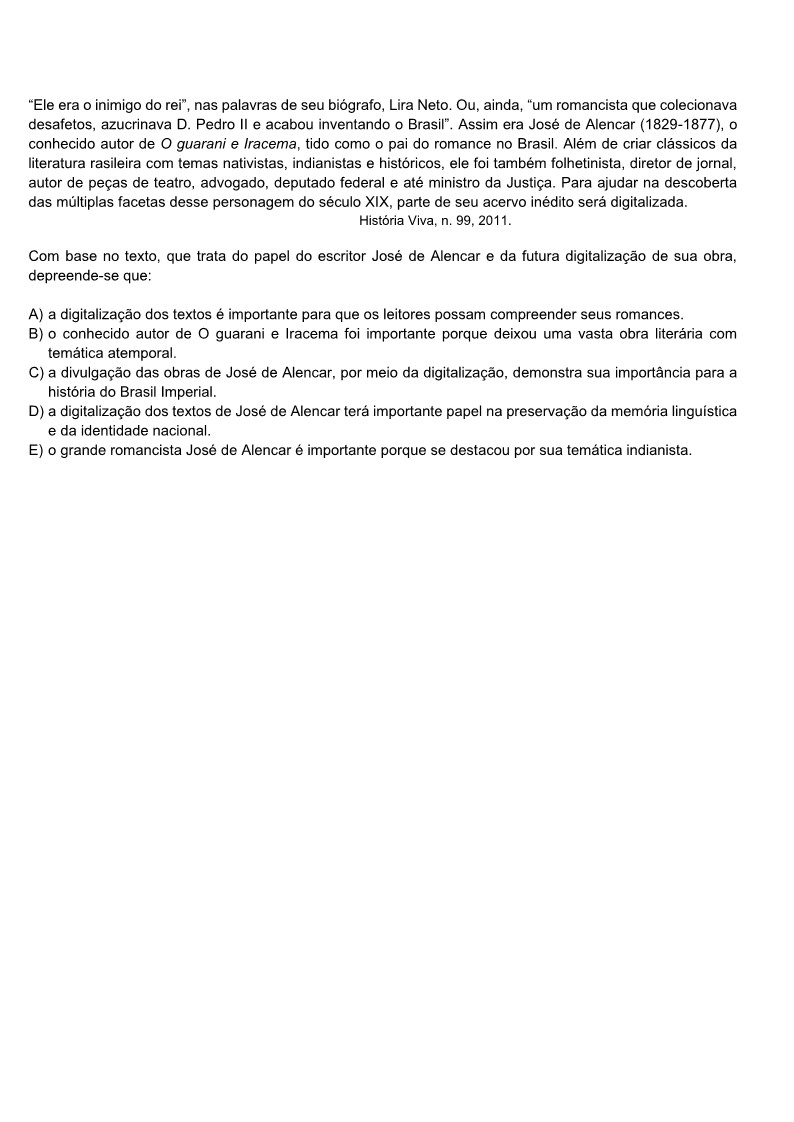 “Ele era o inimigo do rei”, nas palavras de seu biógrafo, Lira Neto. Ou, ainda, “um romancista que colecionava
desafetos, azucrinava D. Pedro II e acabou inventando o Brasil”. Assim era José de Alencar (1829-1877), o
conhecido autor de O guarani e Iracema, tido como o pai do romance no Brasil. Além de criar clássicos da
literatura rasileira com temas nativistas, indianistas e históricos, ele foi também folhetinista, diretor de jornal,
autor de peças de teatro, advogado, deputado federal e até ministro da Justiça. Para ajudar na descoberta
das múltiplas facetas desse personagem do século XIX, parte de seu acervo inédito será digitalizada.
História Viva, n. 99, 2011.
Com base no texto, que trata do papel do escritor José de Alencar e da futura digitalização de sua obra,
depreende-se que:
A) a digitalização dos textos é importante para que os leitores possam compreender seus romances.
B) o conhecido autor de O guarani e Iracema foi importante porque deixou uma vasta obra literária com
temática atemporal.
C) a divulgação das obras de José de Alencar, por meio da digitalização, demonstra sua importância para a
história do Brasil Imperial.
D) a digitalização dos textos de José de Alencar terá importante papel na preservação da memória linguística
e da identidade nacional.
E) o grande romancista José de Alencar é importante porque se destacou por sua temática indianista.